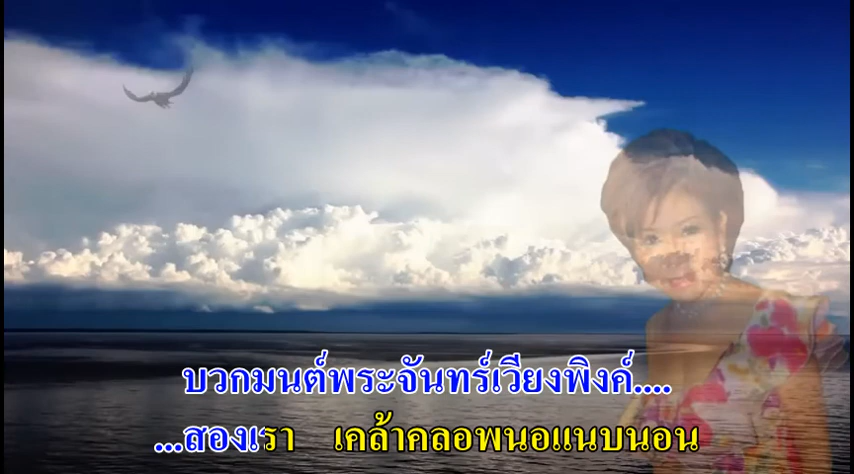 บวกมนต์พระจันทร์เวียงพิงค์....
...สองเรา เคล้าคลอพนอแนบนอน